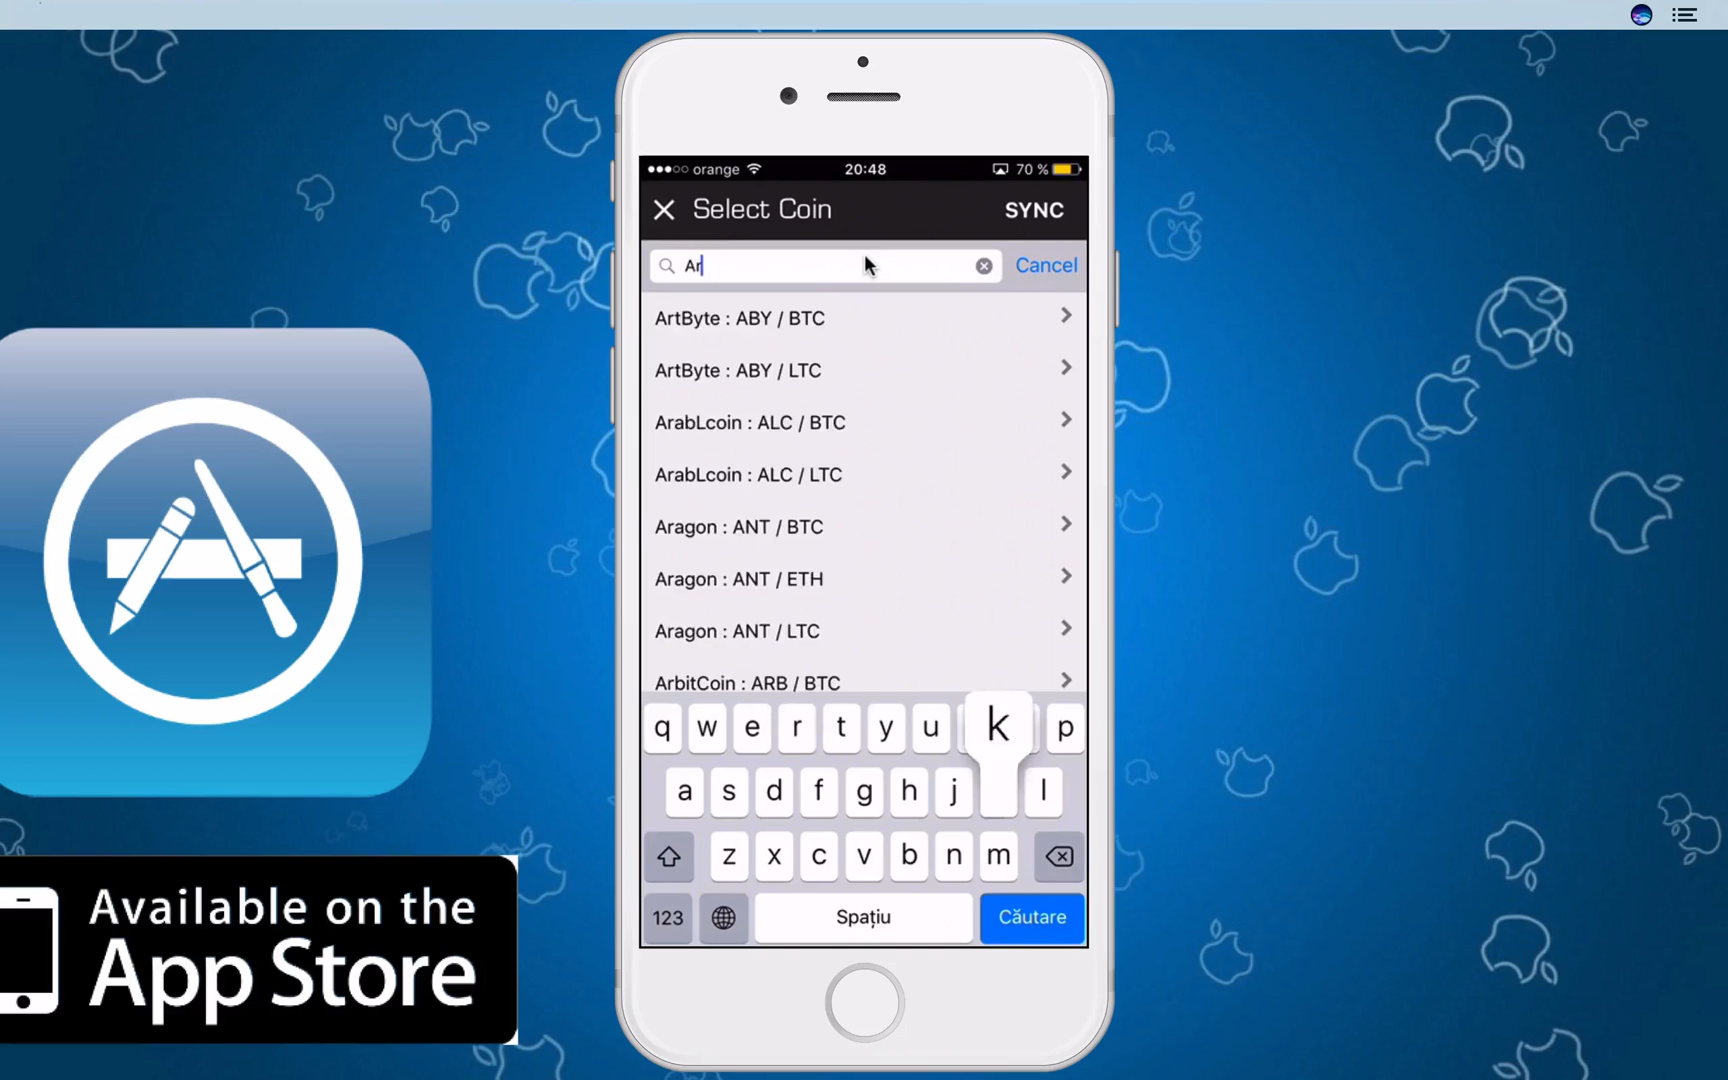 orange 20:48 70 %
Select Coin SYNC
Ar Cancel
ArtByte : ABY / BTC
ArtByte : ABY / LTC
ArabLcoin : ALC / BTC
ArabLcoin : ALC / LTC
Aragon : ANT / BTC
Aragon : ANT / ETH
Aragon : ANT / LTC
ArbitCoin : ARB / BTC
q w e r t y u k p
a s d f g h j l
z x c v b n m
123 Spațiu Căutare
Available on the
App Store